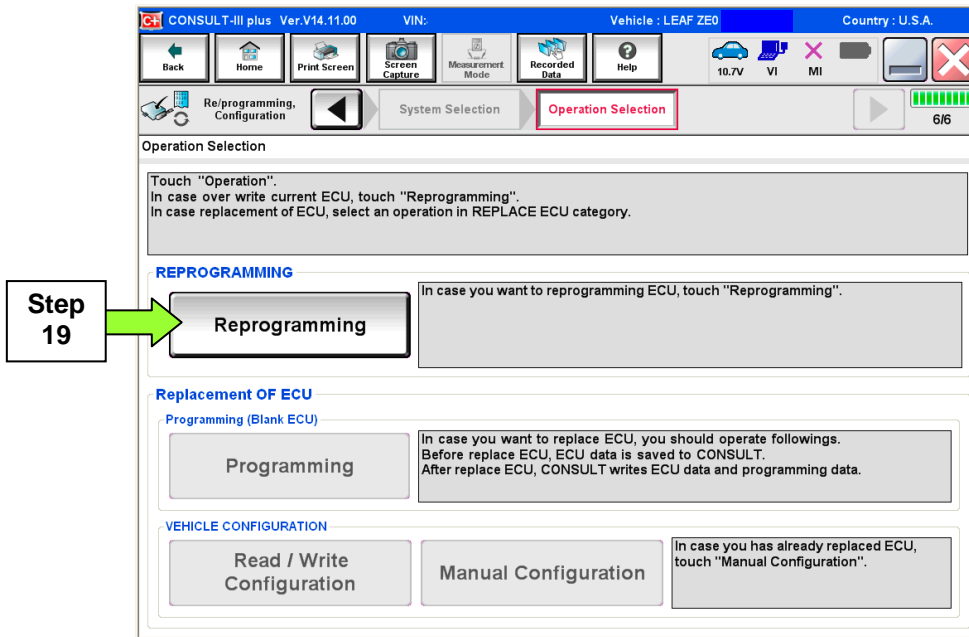 C+ CONSULT-III plus Ver.V14.11.00 VIN: Vehicle : LEAF ZE0 Country : U.S.A.
Back Home Print Screen Screen Capture Measurement Mode Recorded Data Help 10.7V VI MI
Re/programming, Configuration System Selection Operation Selection 6/6
Operation Selection
Touch "Operation".
In case over write current ECU, touch "Reprogramming".
In case replacement of ECU, select an operation in REPLACE ECU category.
REPROGRAMMING
Step
19
Reprogramming
In case you want to reprogramming ECU, touch "Reprogramming".
Replacement OF ECU
Programming (Blank ECU)
Programming
In case you want to replace ECU, you should operate followings.
Before replace ECU, ECU data is saved to CONSULT.
After replace ECU, CONSULT writes ECU data and programming data.
VEHICLE CONFIGURATION
Read / Write
Configuration
Manual Configuration
In case you has already replaced ECU,
touch "Manual Configuration".